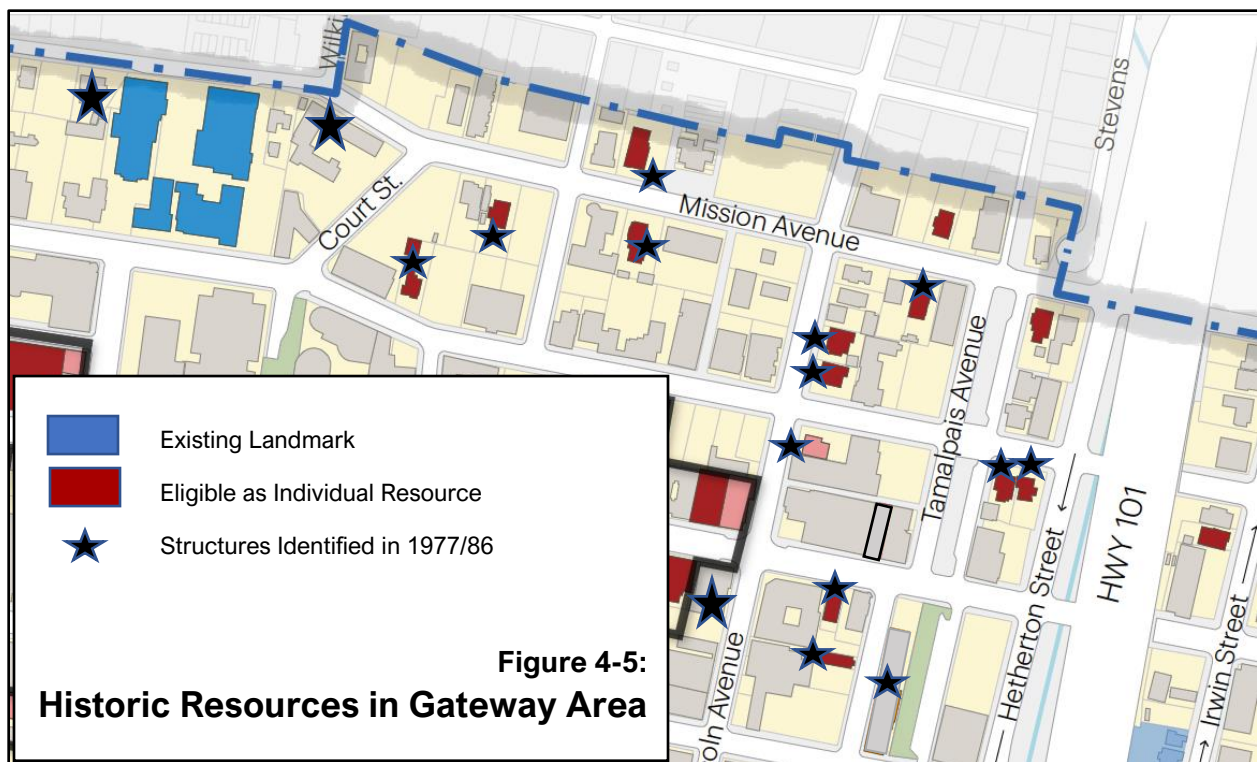 Wilki
Stevens
Court St.
Mission Avenue
Tamalpais Avenue
HWY 101
Hetherton Street
Irwin Street
oln Avenue
Existing Landmark
Eligible as Individual Resource
Structures Identified in 1977/86
Figure 4-5:
Historic Resources in Gateway Area